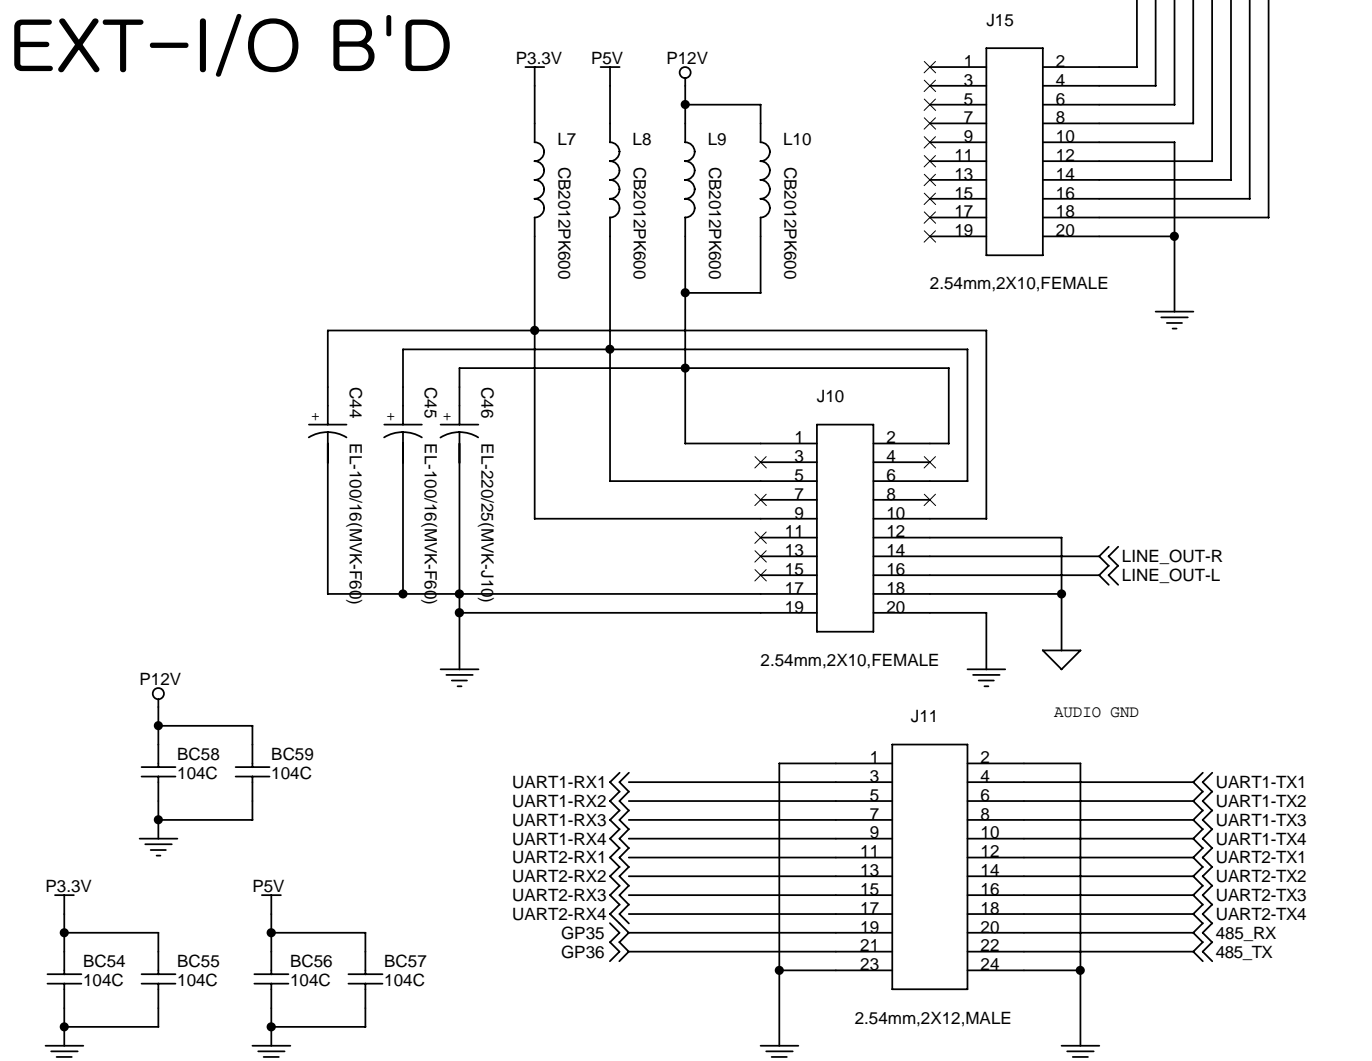 EXT-I/O B'D
P3.3V
P5V
P12V
L7
CB2012PK600
L8
CB2012PK600
L9
CB2012PK600
L10
CB2012PK600
J15
1 2
3 4
5 6
7 8
9 10
11 12
13 14
15 16
17 18
19 20
2.54mm,2X10,FEMALE
+
C44
EL-100/16(MVK-F60)
+
C45
EL-100/16(MVK-F60)
+
C46
EL-220/25(MVK-J10)
J10
1 2
3 4
5 6
7 8
9 10
11 12
13 14 LINE_OUT-R
15 16 LINE_OUT-L
17 18
19 20
2.54mm,2X10,FEMALE
AUDIO GND
P12V
BC58
104C
BC59
104C
P3.3V
BC54
104C
BC55
104C
P5V
BC56
104C
BC57
104C
J11
1 2
UART1-RX1 3 4 UART1-TX1
UART1-RX2 5 6 UART1-TX2
UART1-RX3 7 8 UART1-TX3
UART1-RX4 9 10 UART1-TX4
UART2-RX1 11 12 UART2-TX1
UART2-RX2 13 14 UART2-TX2
UART2-RX3 15 16 UART2-TX3
UART2-RX4 17 18 UART2-TX4
GP35 19 20 485_RX
GP36 21 22 485_TX
23 24
2.54mm,2X12,MALE